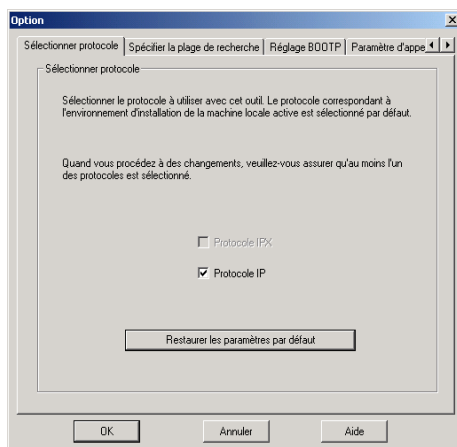 Option
Sélectionner protocole Spécifier la plage de recherche Réglage BOOTP Paramètre d'appe
Sélectionner protocole
Sélectionner le protocole à utiliser avec cet outil. Le protocole correspondant à
l'environnement d'installation de la machine locale active est sélectionné par défaut.
Quand vous procédez à des changements, veuillez-vous assurer qu'au moins l'un
des protocoles est sélectionné.
Protocole IPX
Protocole IP
Restaurer les paramètres par défaut
OK Annuler Aide